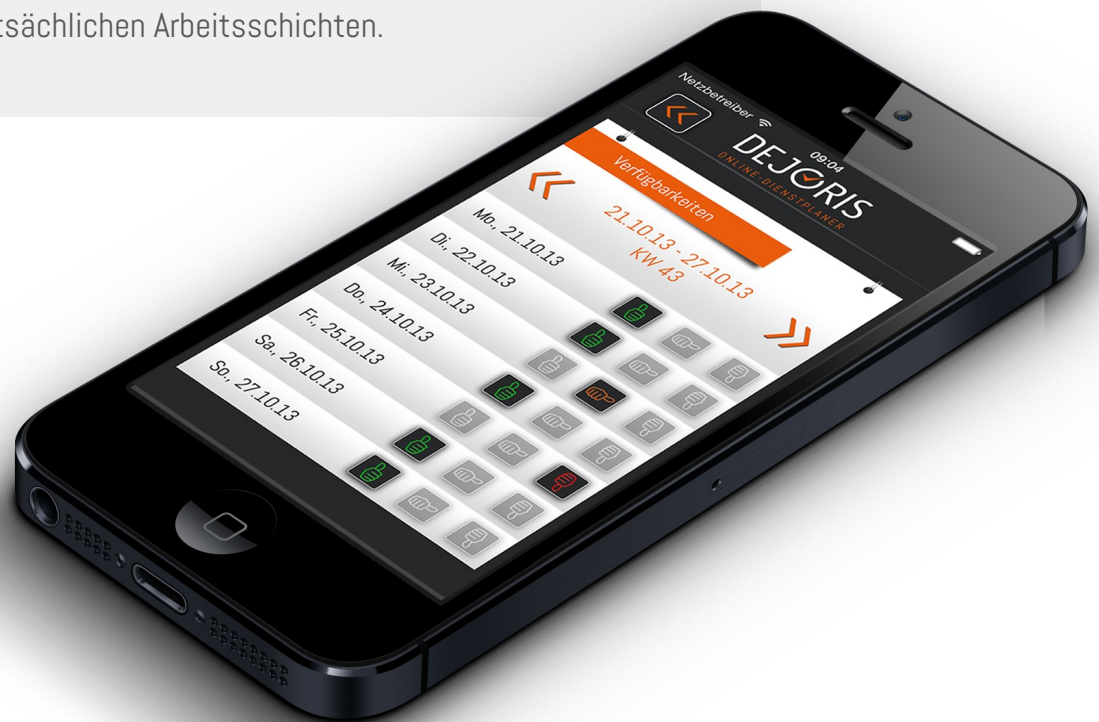 tsächlichen Arbeitsschichten.
Netzbetreiber
09:04
DEJORIS
ONLINE-DIENSTPLANER
Verfügbarkeiten
21.10.13 - 27.10.13
KW 43
Mo., 21.10.13
Di., 22.10.13
Mi., 23.10.13
Do., 24.10.13
Fr., 25.10.13
Sa., 26.10.13
So., 27.10.13